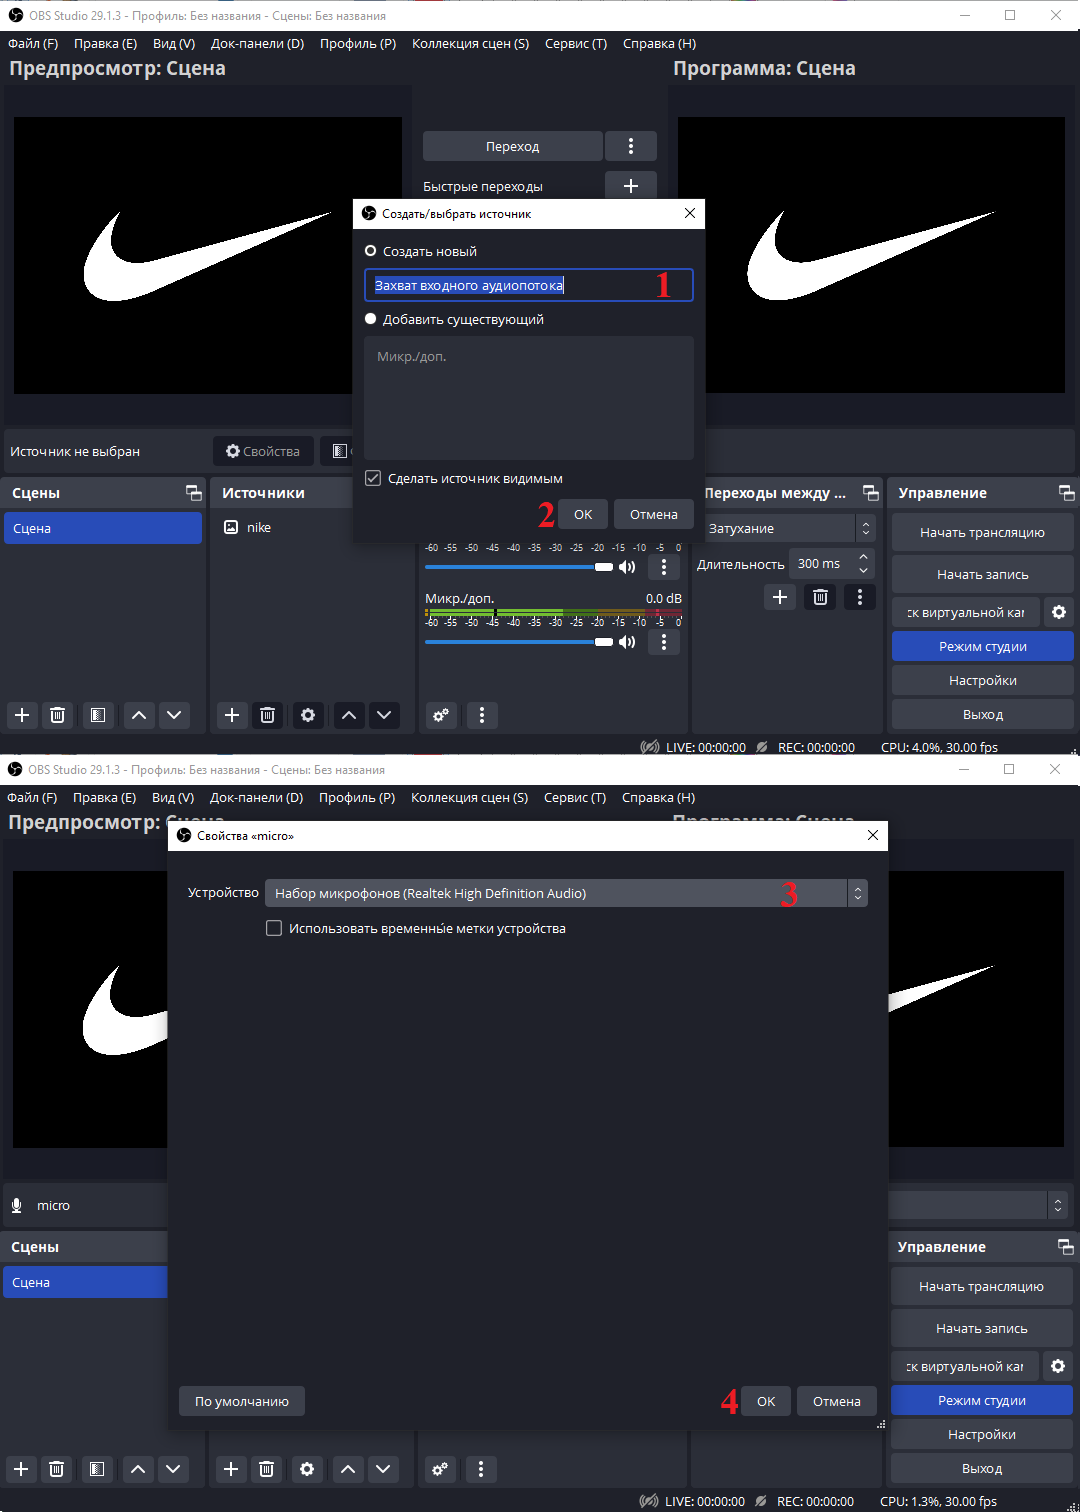 OBS Studio 29.1.3 - Профиль: Без названия - Сцены: Без названия
Файл (F) Правка (E) Вид (V) Док-панели (D) Профиль (P) Коллекция сцен (S) Сервис (T) Справка (H)
Предпросмотр: Сцена
Программа: Сцена
Переход
Быстрые переходы
Создать/выбрать источник
Создать новый
Захват входного аудиопотока 1
Добавить существующий
Микр./доп.
Сделать источник видимым
2 OK Отмена
Источник не выбран Свойства
Сцены
Сцена
Источники
nike
-60 -55 -50 -45 -40 -35 -30 -25 -20 -15 -10 -5 0
Микр./доп. 0.0 dB
-60 -55 -50 -45 -40 -35 -30 -25 -20 -15 -10 -5 0
Переходы между ...
Затухание
Длительность 300 ms
Управление
Начать трансляцию
Начать запись
ск виртуальной кам
Режим студии
Настройки
Выход
LIVE: 00:00:00 REC: 00:00:00 CPU: 4.0%, 30.00 fps
OBS Studio 29.1.3 - Профиль: Без названия - Сцены: Без названия
Файл (F) Правка (E) Вид (V) Док-панели (D) Профиль (P) Коллекция сцен (S) Сервис (T) Справка (H)
Предпросмотр: Сцена
Программа: Сцена
Свойства «micro»
Устройство Набор микрофонов (Realtek High Definition Audio) 3
Использовать временные метки устройства
По умолчанию 4 OK Отмена
micro
Сцены
Сцена
Управление
Начать трансляцию
Начать запись
ск виртуальной кам
Режим студии
Настройки
Выход
LIVE: 00:00:00 REC: 00:00:00 CPU: 1.3%, 30.00 fps